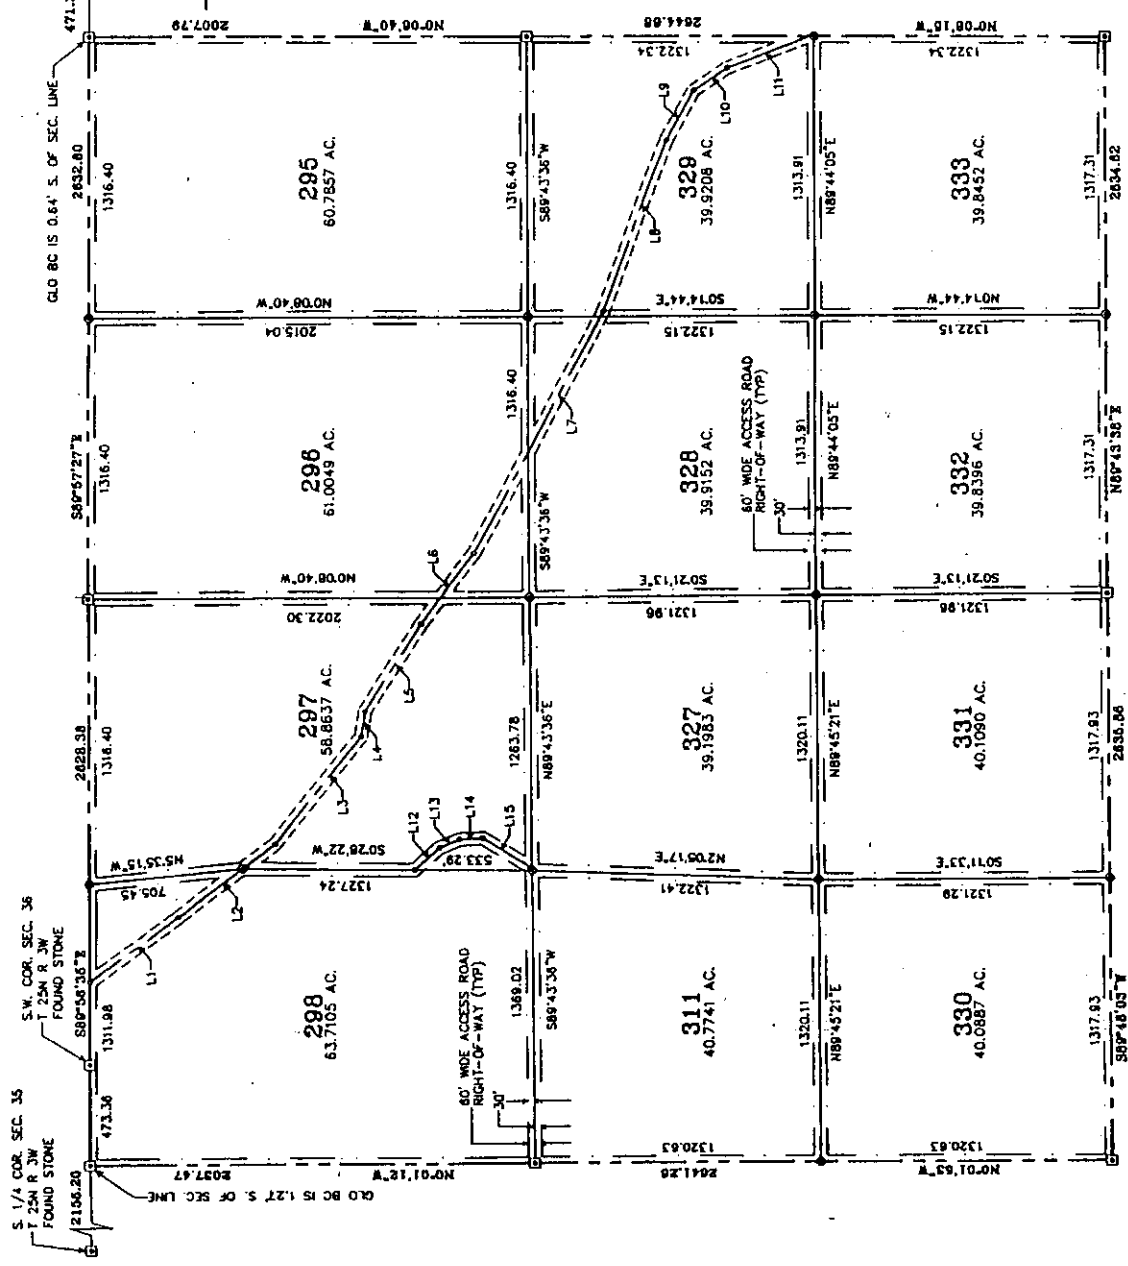 471.
2007.79
N0°06'40"W
2644.68
1322.34
N0°08'15"W
1322.34
GLO BC IS 0.64' S. OF SEC. LINE
2632.80
1316.40
295
60.7857 AC.
1316.40
S89°43'36"W
L9
L10
L11
329
39.9208 AC.
L8
1313.91
N89°44'05"E
333
39.8452 AC.
1317.31
2634.62
N0°08'40"W
2015.04
S0°14'44"E
1322.15
N0°14'44"W
1322.15
S89°57'27"E
1316.40
296
61.0049 AC.
1316.40
S89°43'36"W
L7
L6
328
39.9152 AC.
60' WIDE ACCESS ROAD
RIGHT-OF-WAY (TYP)
30'
1313.91
N89°44'05"E
332
39.8396 AC.
1317.31
N89°43'38"E
N0°08'40"W
2022.30
S0°21'13"E
1321.96
S0°21'13"E
1321.96
2628.38
1316.40
297
58.8637 AC.
L5
L4
L3
1263.78
N89°43'36"E
327
39.1983 AC.
1320.11
N89°45'21"E
331
40.1090 AC.
1317.93
2635.86
L12
L13
L14
L15
N5°35'15"W
705.45
S0°28'22"W
1327.24
533.29'
N2°05'17"E
1322.41
S0°11'33"E
1321.29
S.W. COR. SEC. 36
T 25N R 3W
FOUND STONE
S89°56'36"E
1311.98
L1
L2
298
63.7105 AC.
1369.02
S89°43'36"W
311
40.7741 AC.
1320.11
N89°45'21"E
330
40.0887 AC.
1317.93
S89°48'03"W
60' WIDE ACCESS ROAD
RIGHT-OF-WAY (TYP)
30'
473.36
S. 1/4 COR. SEC. 35
T 25N R 3W
FOUND STONE
2156.20
2037.47
N0°01'12"W
1320.63
2641.26
1320.63
N0°01'53"W
GLO BC IS 1.27' S. OF SEC. LINE